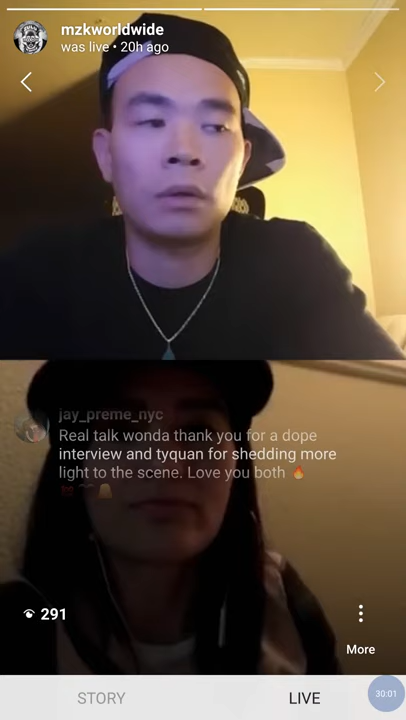 mzkworldwide
was live • 20h ago
jay_preme_nyc
Real talk wonda thank you for a dope
interview and tyquan for shedding more
light to the scene. Love you both 🔥
291
More
STORY
LIVE
30:01